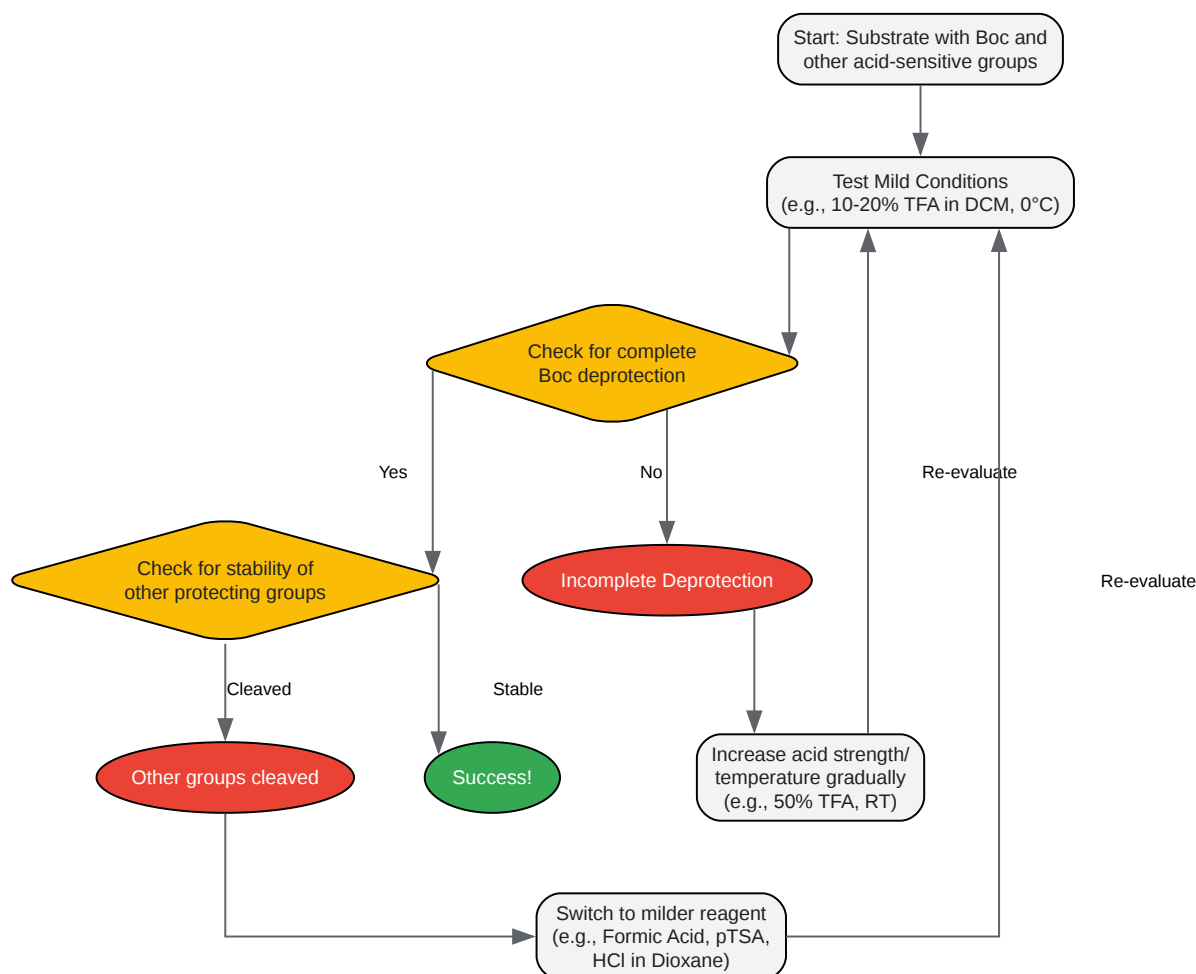 Start: Substrate with Boc and
other acid-sensitive groups
Test Mild Conditions
(e.g., 10-20% TFA in DCM, 0°C)
Check for complete
Boc deprotection
Yes
No
Re-evaluate
Check for stability of
other protecting groups
Incomplete Deprotection
Re-evaluate
Cleaved
Stable
Other groups cleaved
Success!
Increase acid strength/
temperature gradually
(e.g., 50% TFA, RT)
Switch to milder reagent
(e.g., Formic Acid, pTSA,
HCl in Dioxane)